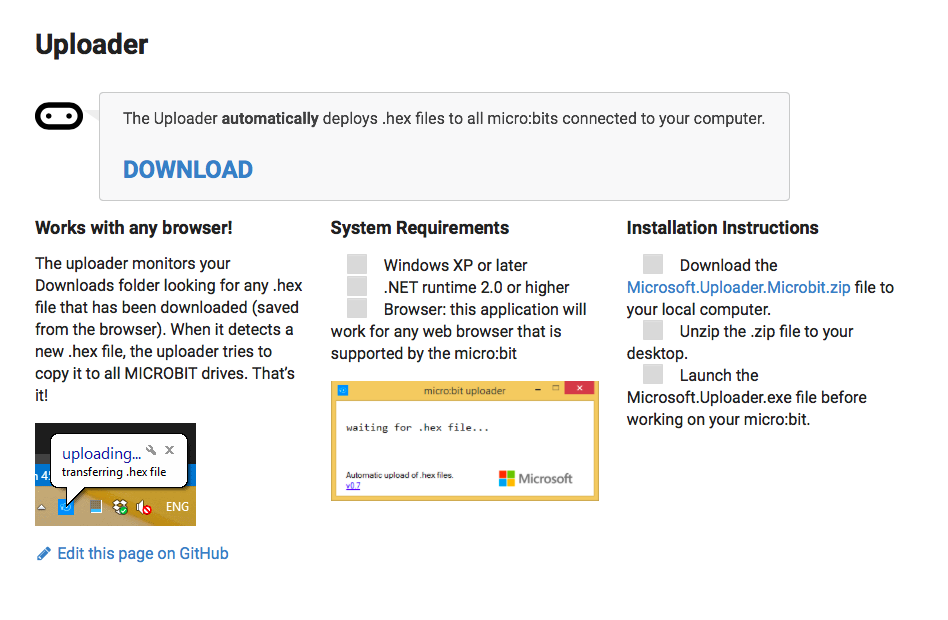 Uploader
The Uploader automatically deploys .hex files to all micro:bits connected to your computer.
DOWNLOAD
Works with any browser!
The uploader monitors your
Downloads folder looking for any .hex
file that has been downloaded (saved
from the browser). When it detects a
new .hex file, the uploader tries to
copy it to all MICROBIT drives. That's
it!
uploading...
transferring .hex file
ENG
Edit this page on GitHub
System Requirements
Windows XP or later
.NET runtime 2.0 or higher
Browser: this application will
work for any web browser that is
supported by the micro:bit
micro:bit uploader
waiting for .hex file...
Automatic upload of .hex files.
v0.7
Microsoft
Installation Instructions
Download the
Microsoft.Uploader.Microbit.zip file to
your local computer.
Unzip the .zip file to your
desktop.
Launch the
Microsoft.Uploader.exe file before
working on your micro:bit.